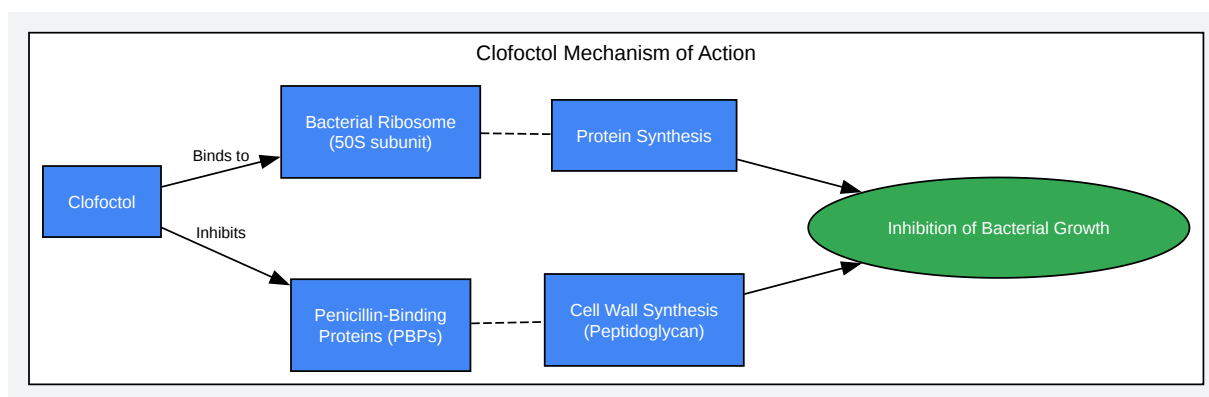 Clofoctol Mechanism of Action
Bacterial Ribosome
(50S subunit)
Protein Synthesis
Binds to
Clofoctol
Inhibits
Inhibition of Bacterial Growth
Penicillin-Binding
Proteins (PBPs)
Cell Wall Synthesis
(Peptidoglycan)